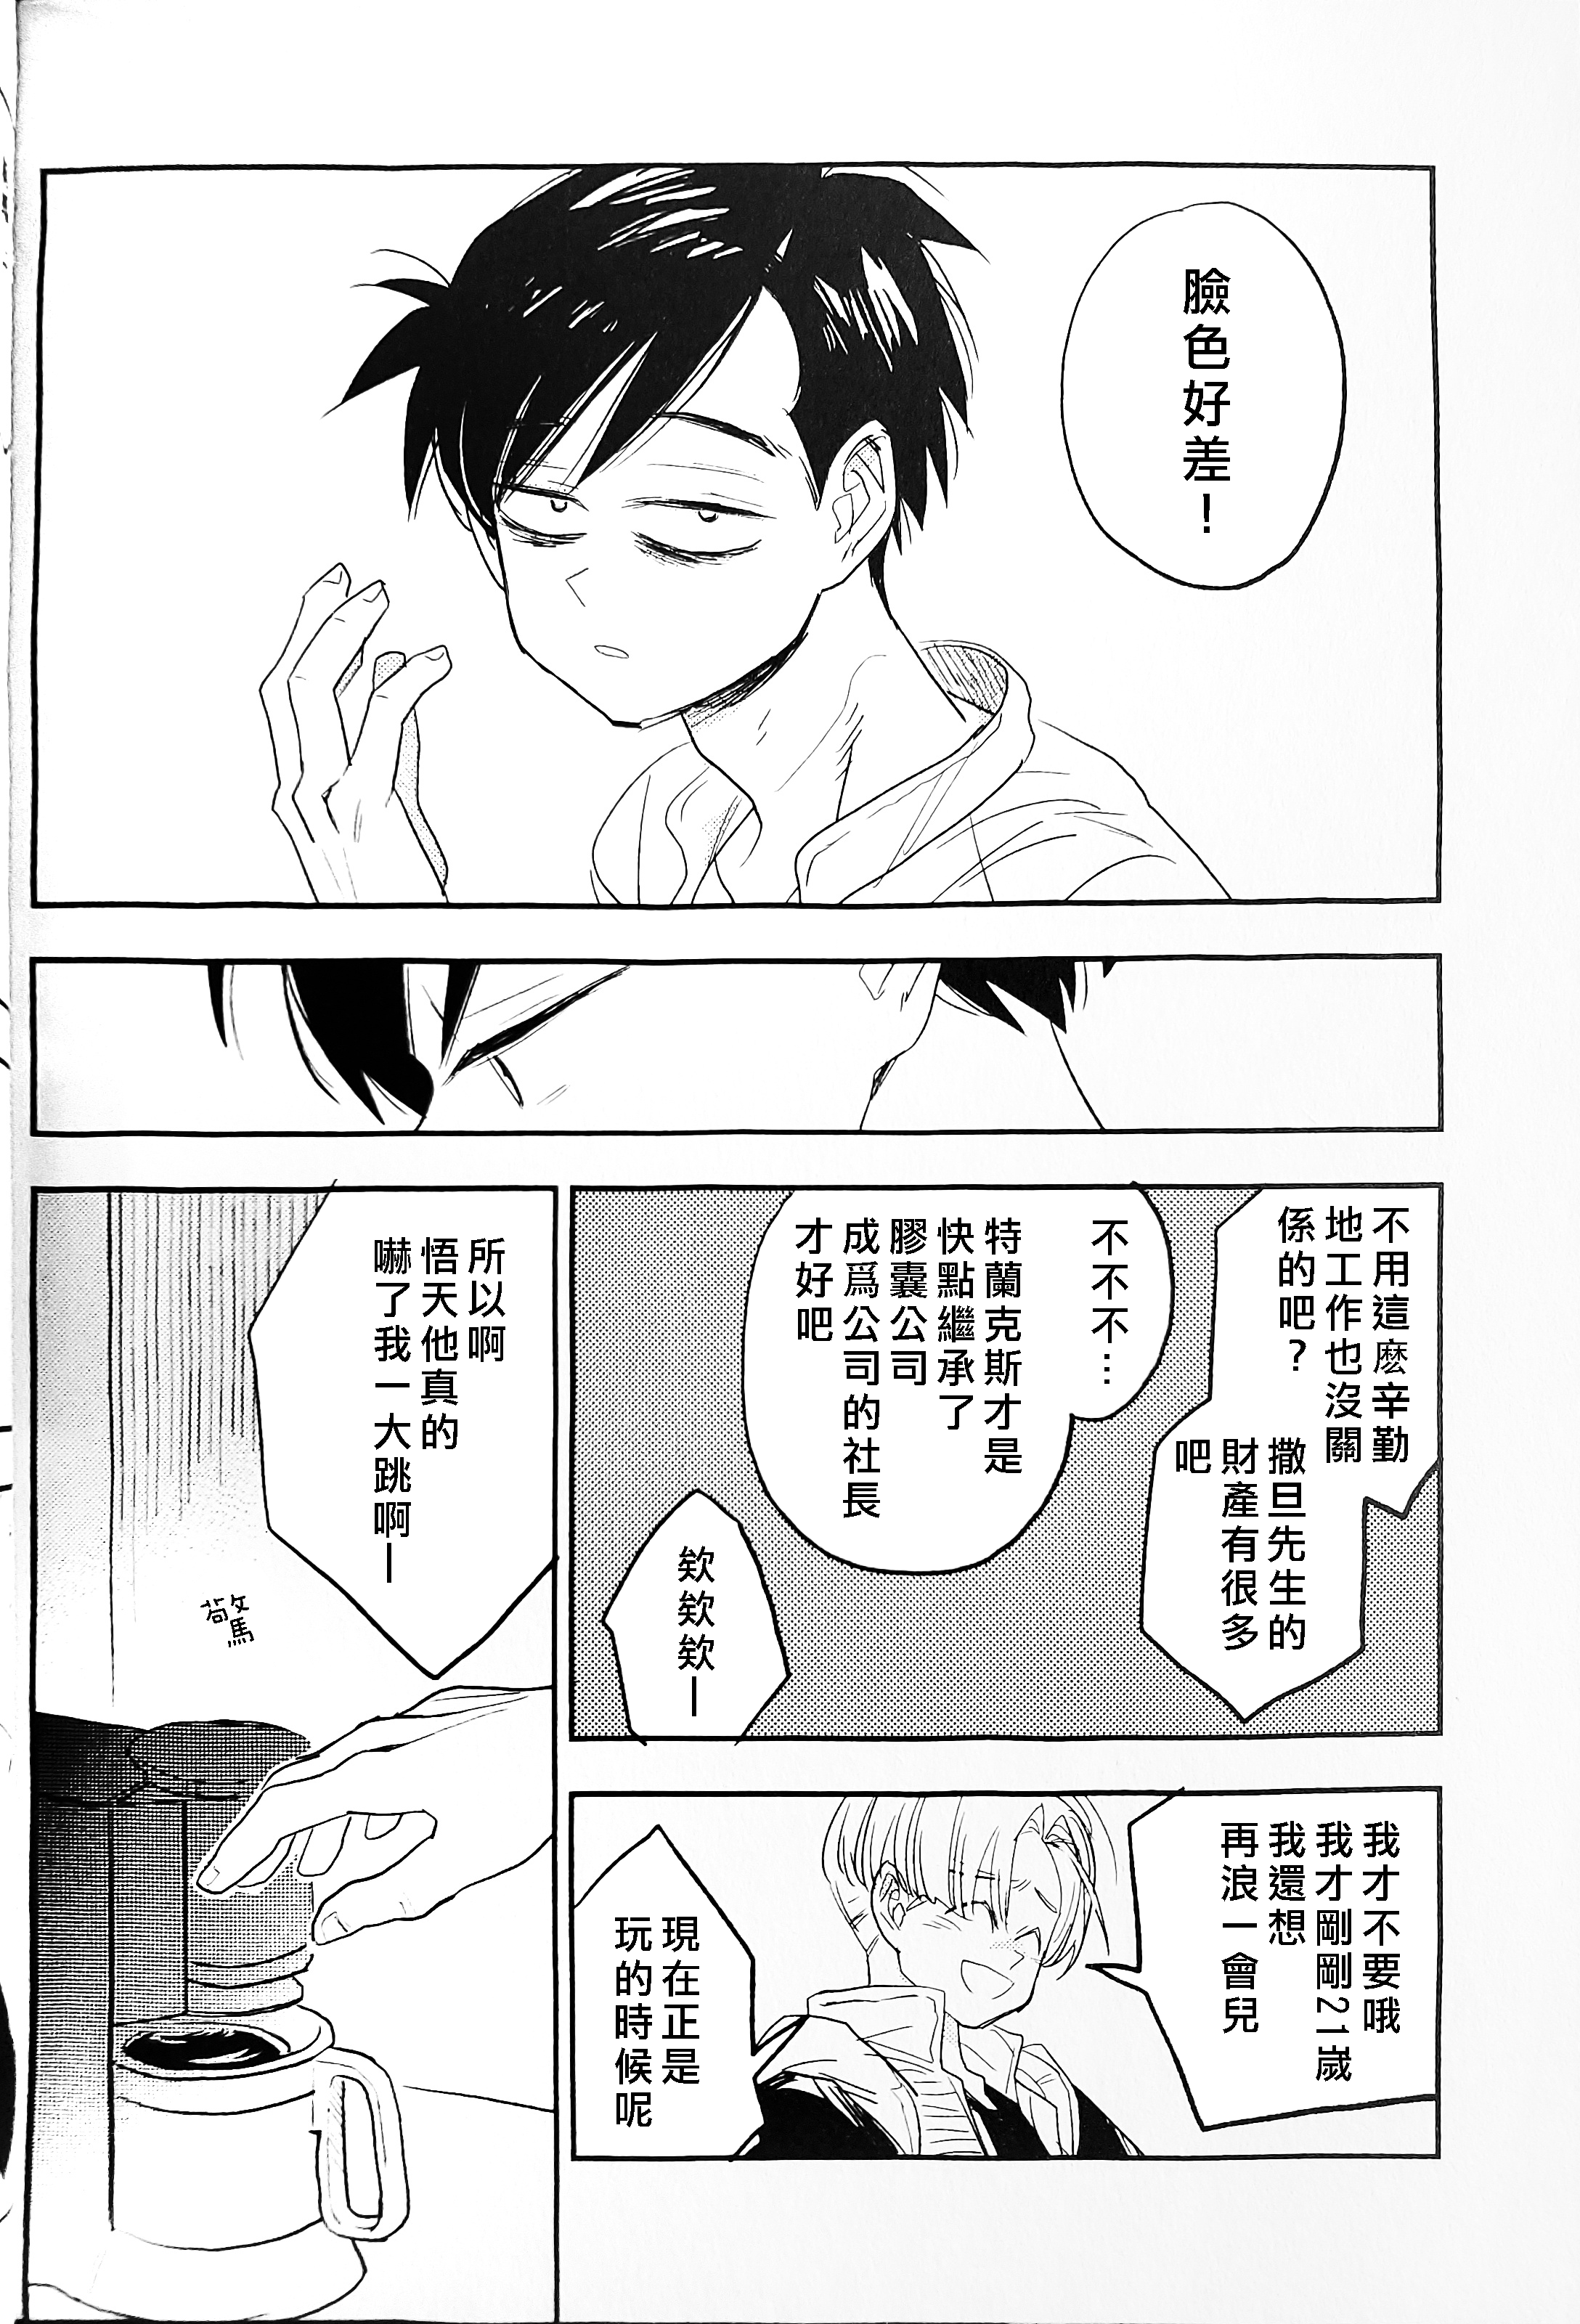 臉色好差！
不用這麽辛勤
地工作也沒關
係的吧？
撒旦先生的
財產有很多
吧
不不不…
特蘭克斯才是
快點繼承了
膠囊公司
成爲公司的社長
才好吧
欸欸欸ー
我才不要哦
我才剛剛21嵗
我還想
再浪一會兒
現在正是
玩的時候呢
所以啊
悟天他真的
嚇了我一大跳啊ー
驚